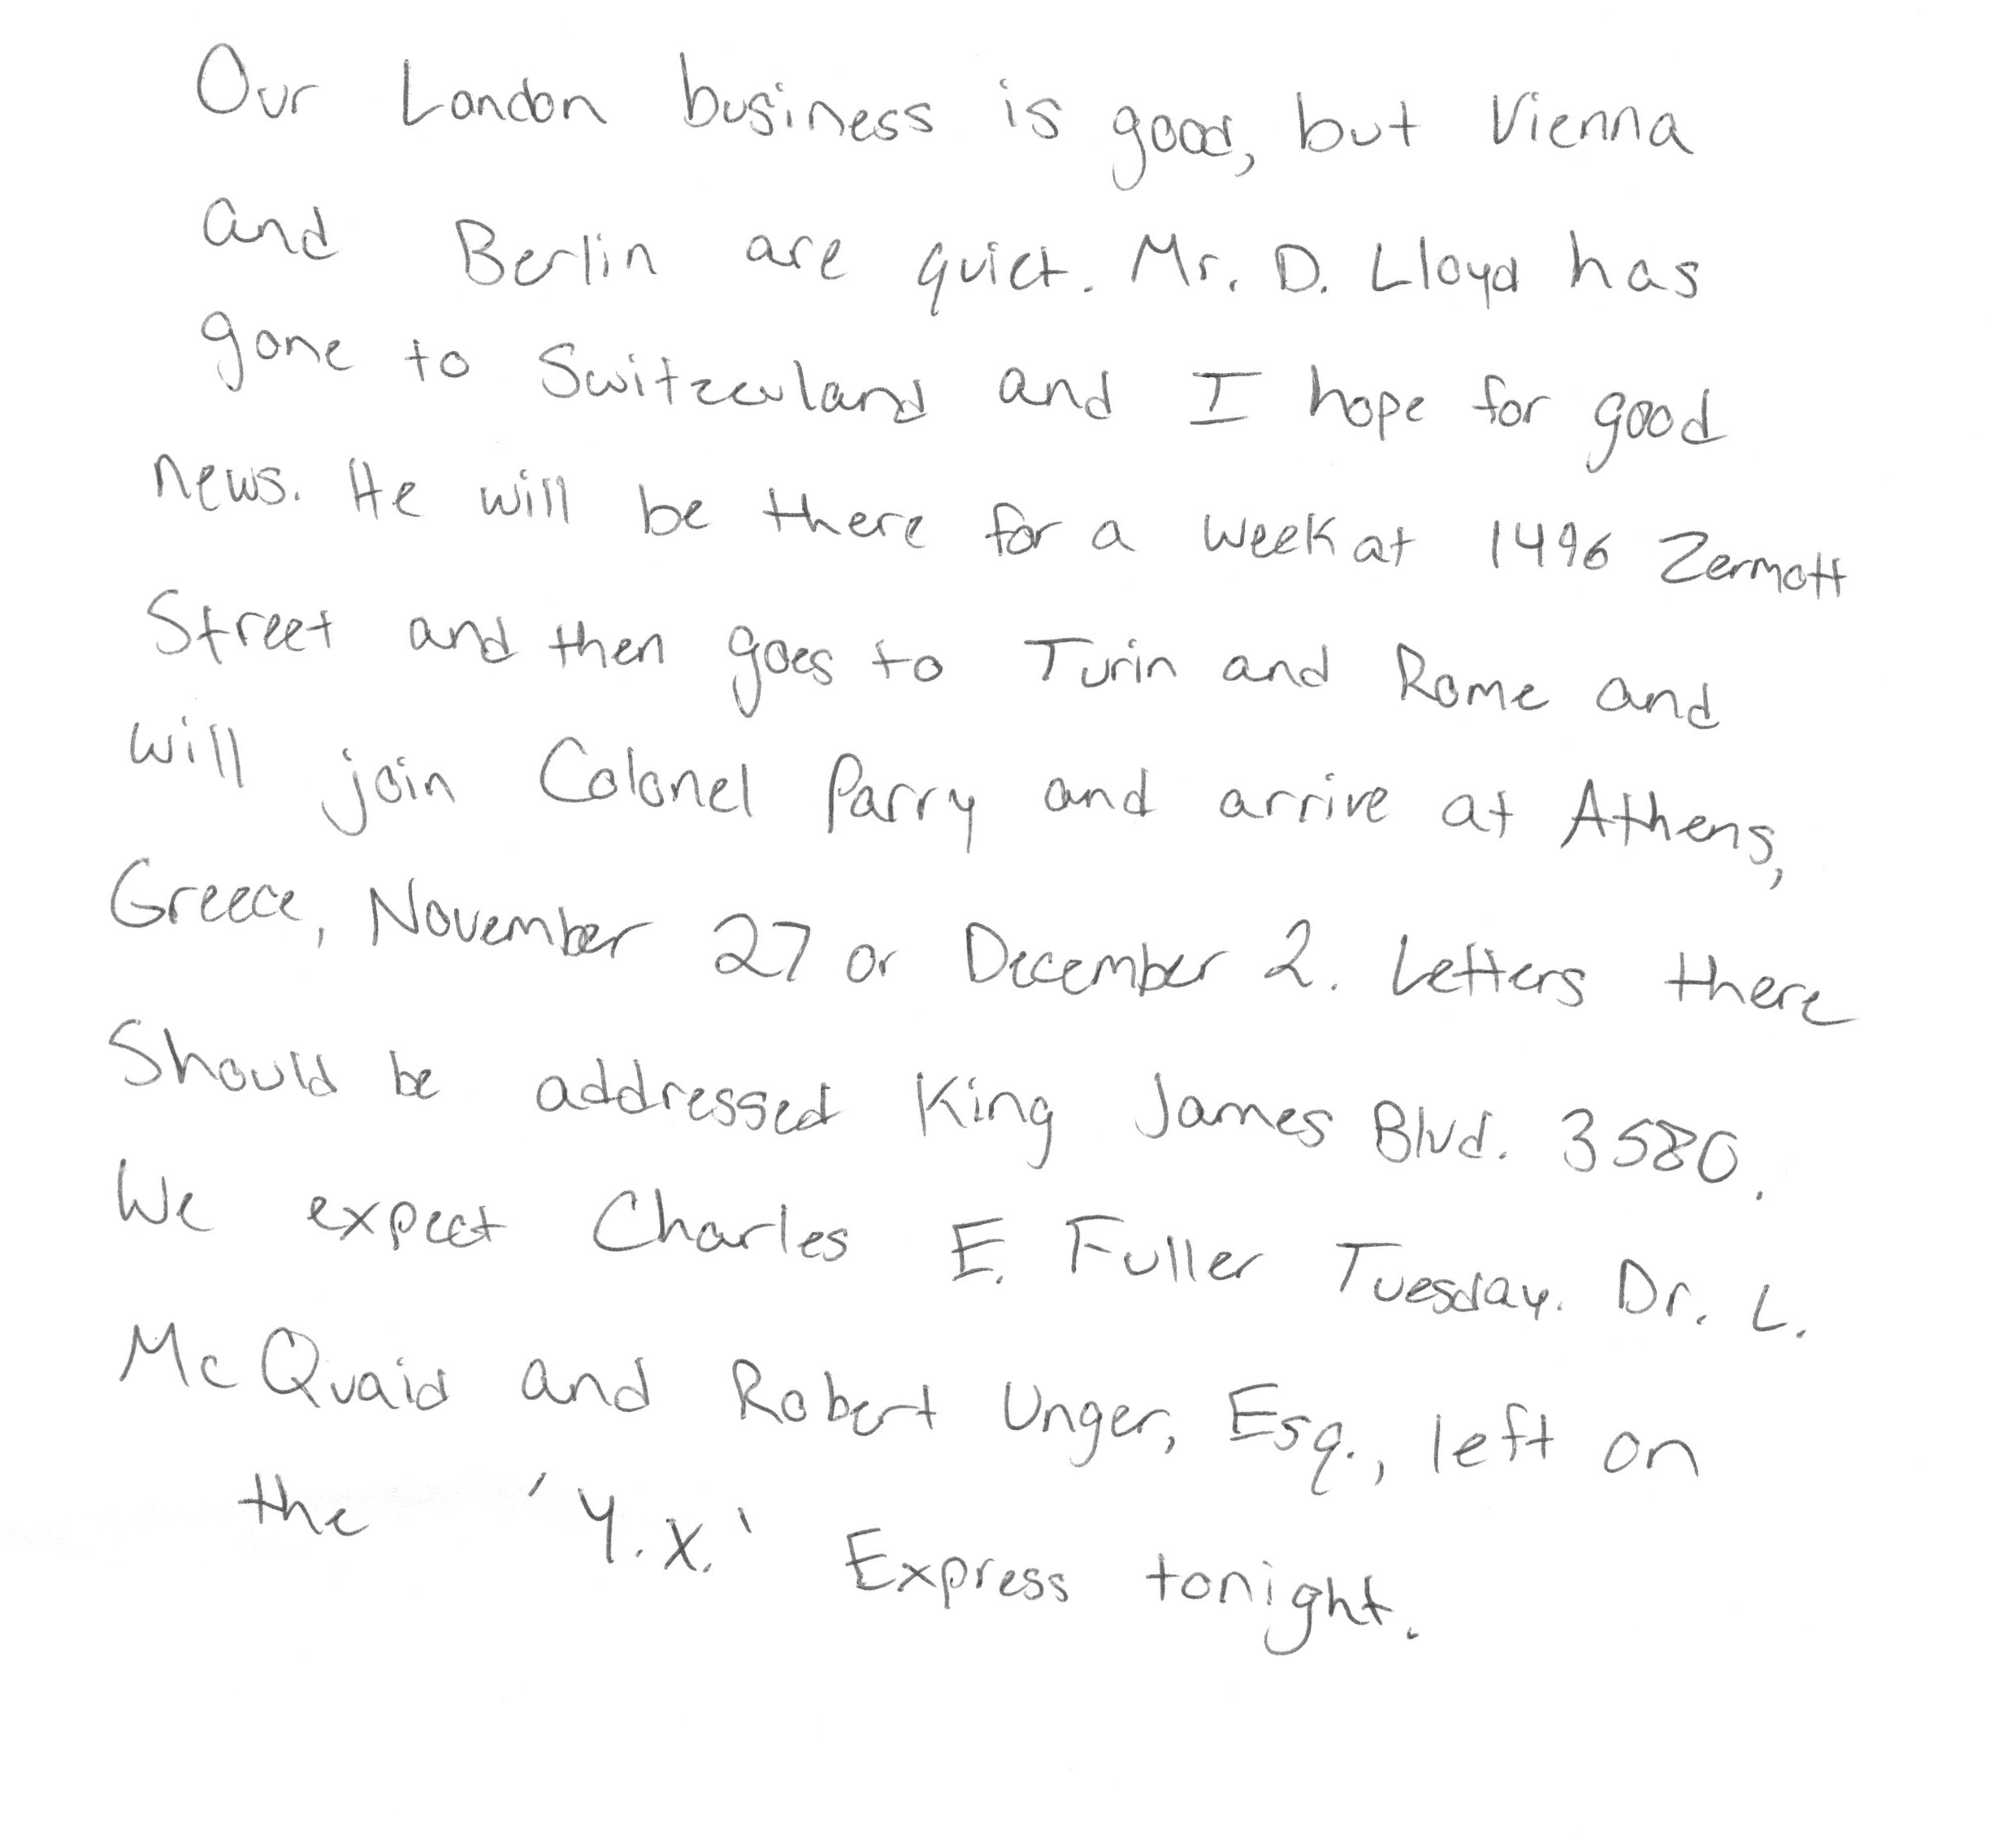 Our London business is good, but Vienna
and Berlin are quiet. Mr. D. Lloyd has
gone to Switzerland and I hope for good
news. He will be there for a week at 1496 Zermott
Street and then goes to Turin and Rome and
will join Colonel Parry and arrive at Athens,
Greece, November 27 or December 2. Letters there
Should be addressed King James Blvd. 3580.
We expect Charles E. Fuller Tuesday. Dr. L.
McQuaid and Robert Unger, Esq., left on
the 'Y.X.' Express tonight.